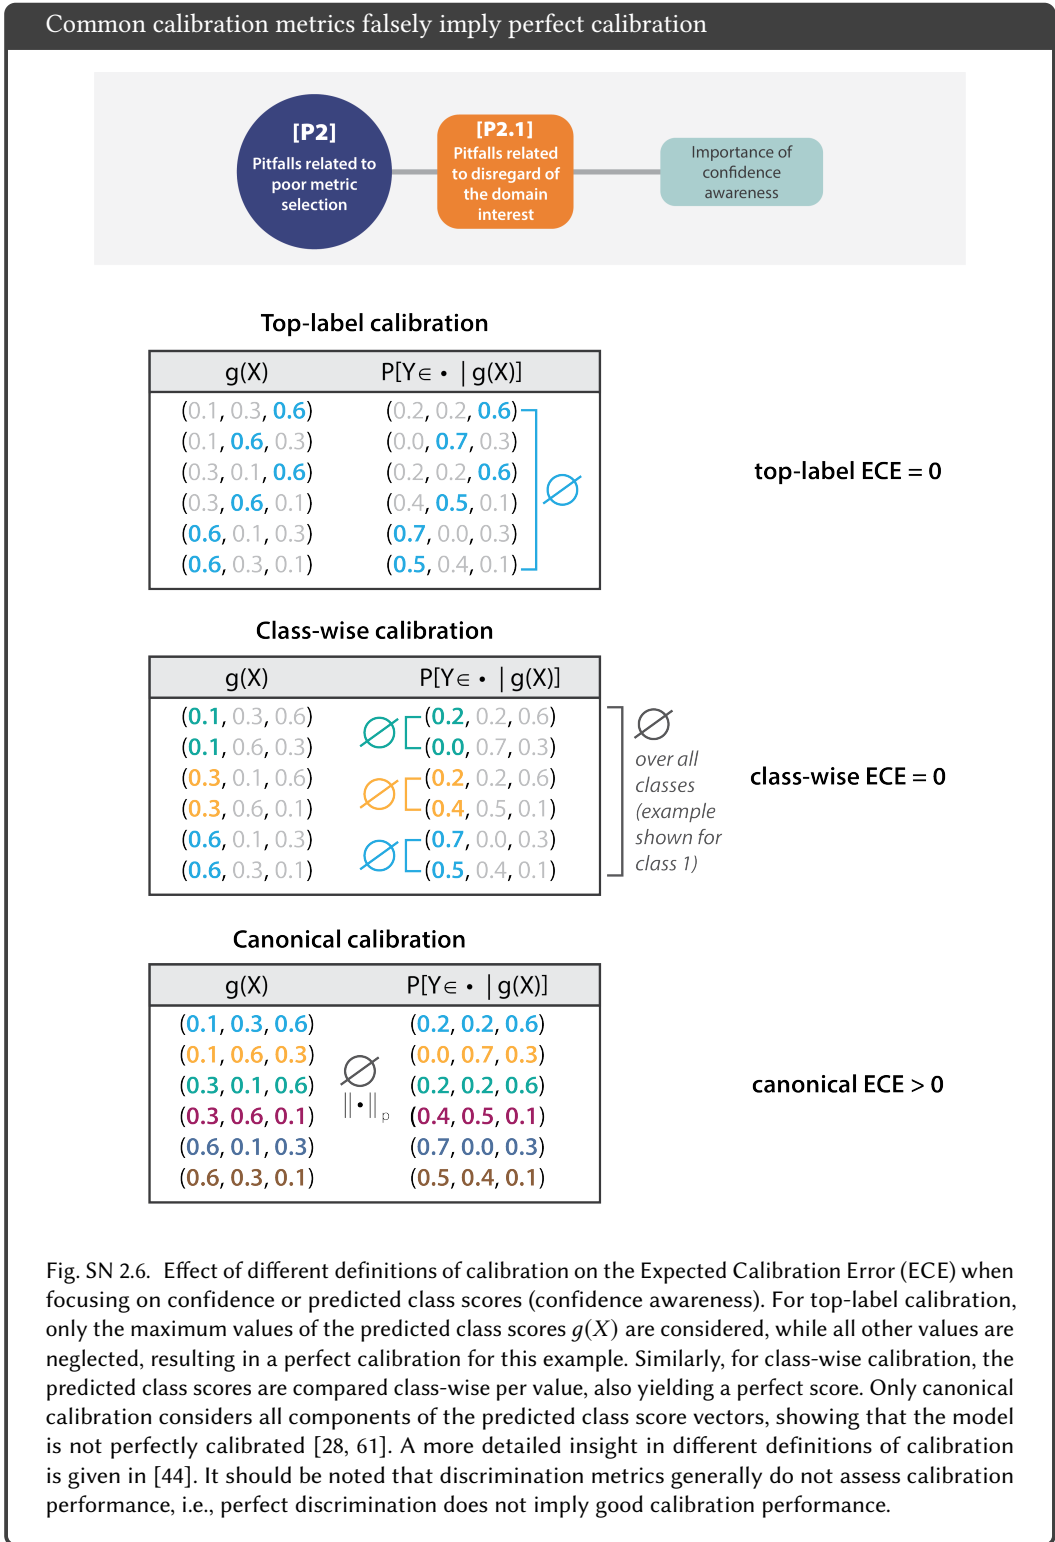 Common calibration metrics falsely imply perfect calibration
[P2]
Pitfalls related to
poor metric
selection
[P2.1]
Pitfalls related
to disregard of
the domain
interest
Importance of
confidence
awareness
Top-label calibration
g(X) P[Y∈ • | g(X)]
(0.1, 0.3, 0.6) (0.2, 0.2, 0.6)
(0.1, 0.6, 0.3) (0.0, 0.7, 0.3)
(0.3, 0.1, 0.6) (0.2, 0.2, 0.6)
(0.3, 0.6, 0.1) (0.4, 0.5, 0.1)
(0.6, 0.1, 0.3) (0.7, 0.0, 0.3)
(0.6, 0.3, 0.1) (0.5, 0.4, 0.1)
∅
top-label ECE = 0
Class-wise calibration
g(X) P[Y∈ • | g(X)]
(0.1, 0.3, 0.6) ∅ (0.2, 0.2, 0.6)
(0.1, 0.6, 0.3) (0.0, 0.7, 0.3)
(0.3, 0.1, 0.6) ∅ (0.2, 0.2, 0.6)
(0.3, 0.6, 0.1) (0.4, 0.5, 0.1)
(0.6, 0.1, 0.3) ∅ (0.7, 0.0, 0.3)
(0.6, 0.3, 0.1) (0.5, 0.4, 0.1)
∅
over all
classes
(example
shown for
class 1)
class-wise ECE = 0
Canonical calibration
g(X) P[Y∈ • | g(X)]
(0.1, 0.3, 0.6) (0.2, 0.2, 0.6)
(0.1, 0.6, 0.3) (0.0, 0.7, 0.3)
(0.3, 0.1, 0.6) (0.2, 0.2, 0.6)
(0.3, 0.6, 0.1) (0.4, 0.5, 0.1)
(0.6, 0.1, 0.3) (0.7, 0.0, 0.3)
(0.6, 0.3, 0.1) (0.5, 0.4, 0.1)
∅
||•||p
canonical ECE > 0
Fig. SN 2.6. Effect of different definitions of calibration on the Expected Calibration Error (ECE) when
focusing on confidence or predicted class scores (confidence awareness). For top-label calibration,
only the maximum values of the predicted class scores g(X) are considered, while all other values are
neglected, resulting in a perfect calibration for this example. Similarly, for class-wise calibration, the
predicted class scores are compared class-wise per value, also yielding a perfect score. Only canonical
calibration considers all components of the predicted class score vectors, showing that the model
is not perfectly calibrated [28, 61]. A more detailed insight in different definitions of calibration
is given in [44]. It should be noted that discrimination metrics generally do not assess calibration
performance, i.e., perfect discrimination does not imply good calibration performance.